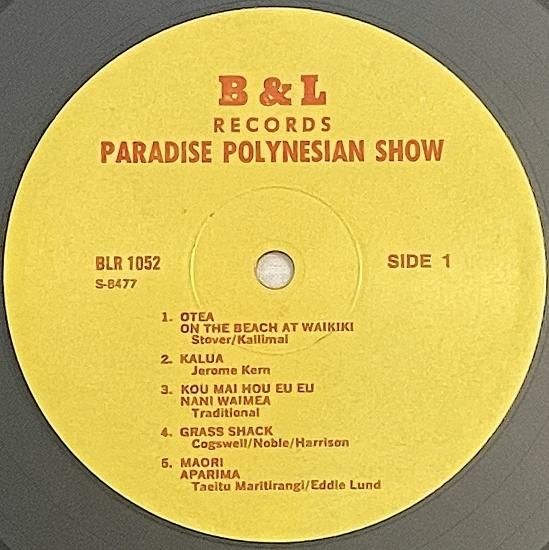 B & L
RECORDS
PARADISE POLYNESIAN SHOW
BLR 1052
SIDE 1
S-8477
1. OTEA
ON THE BEACH AT WAIKIKI
Stover/Kallimai
2. KALUA
Jerome Kern
3. KOU MAI HOU EU EU
NANI WAIMEA
Traditional
4. GRASS SHACK
Cogswell/Noble/Harrison
5. MAORI
APARIMA
Taeitu Maritirangi/Eddie Lund